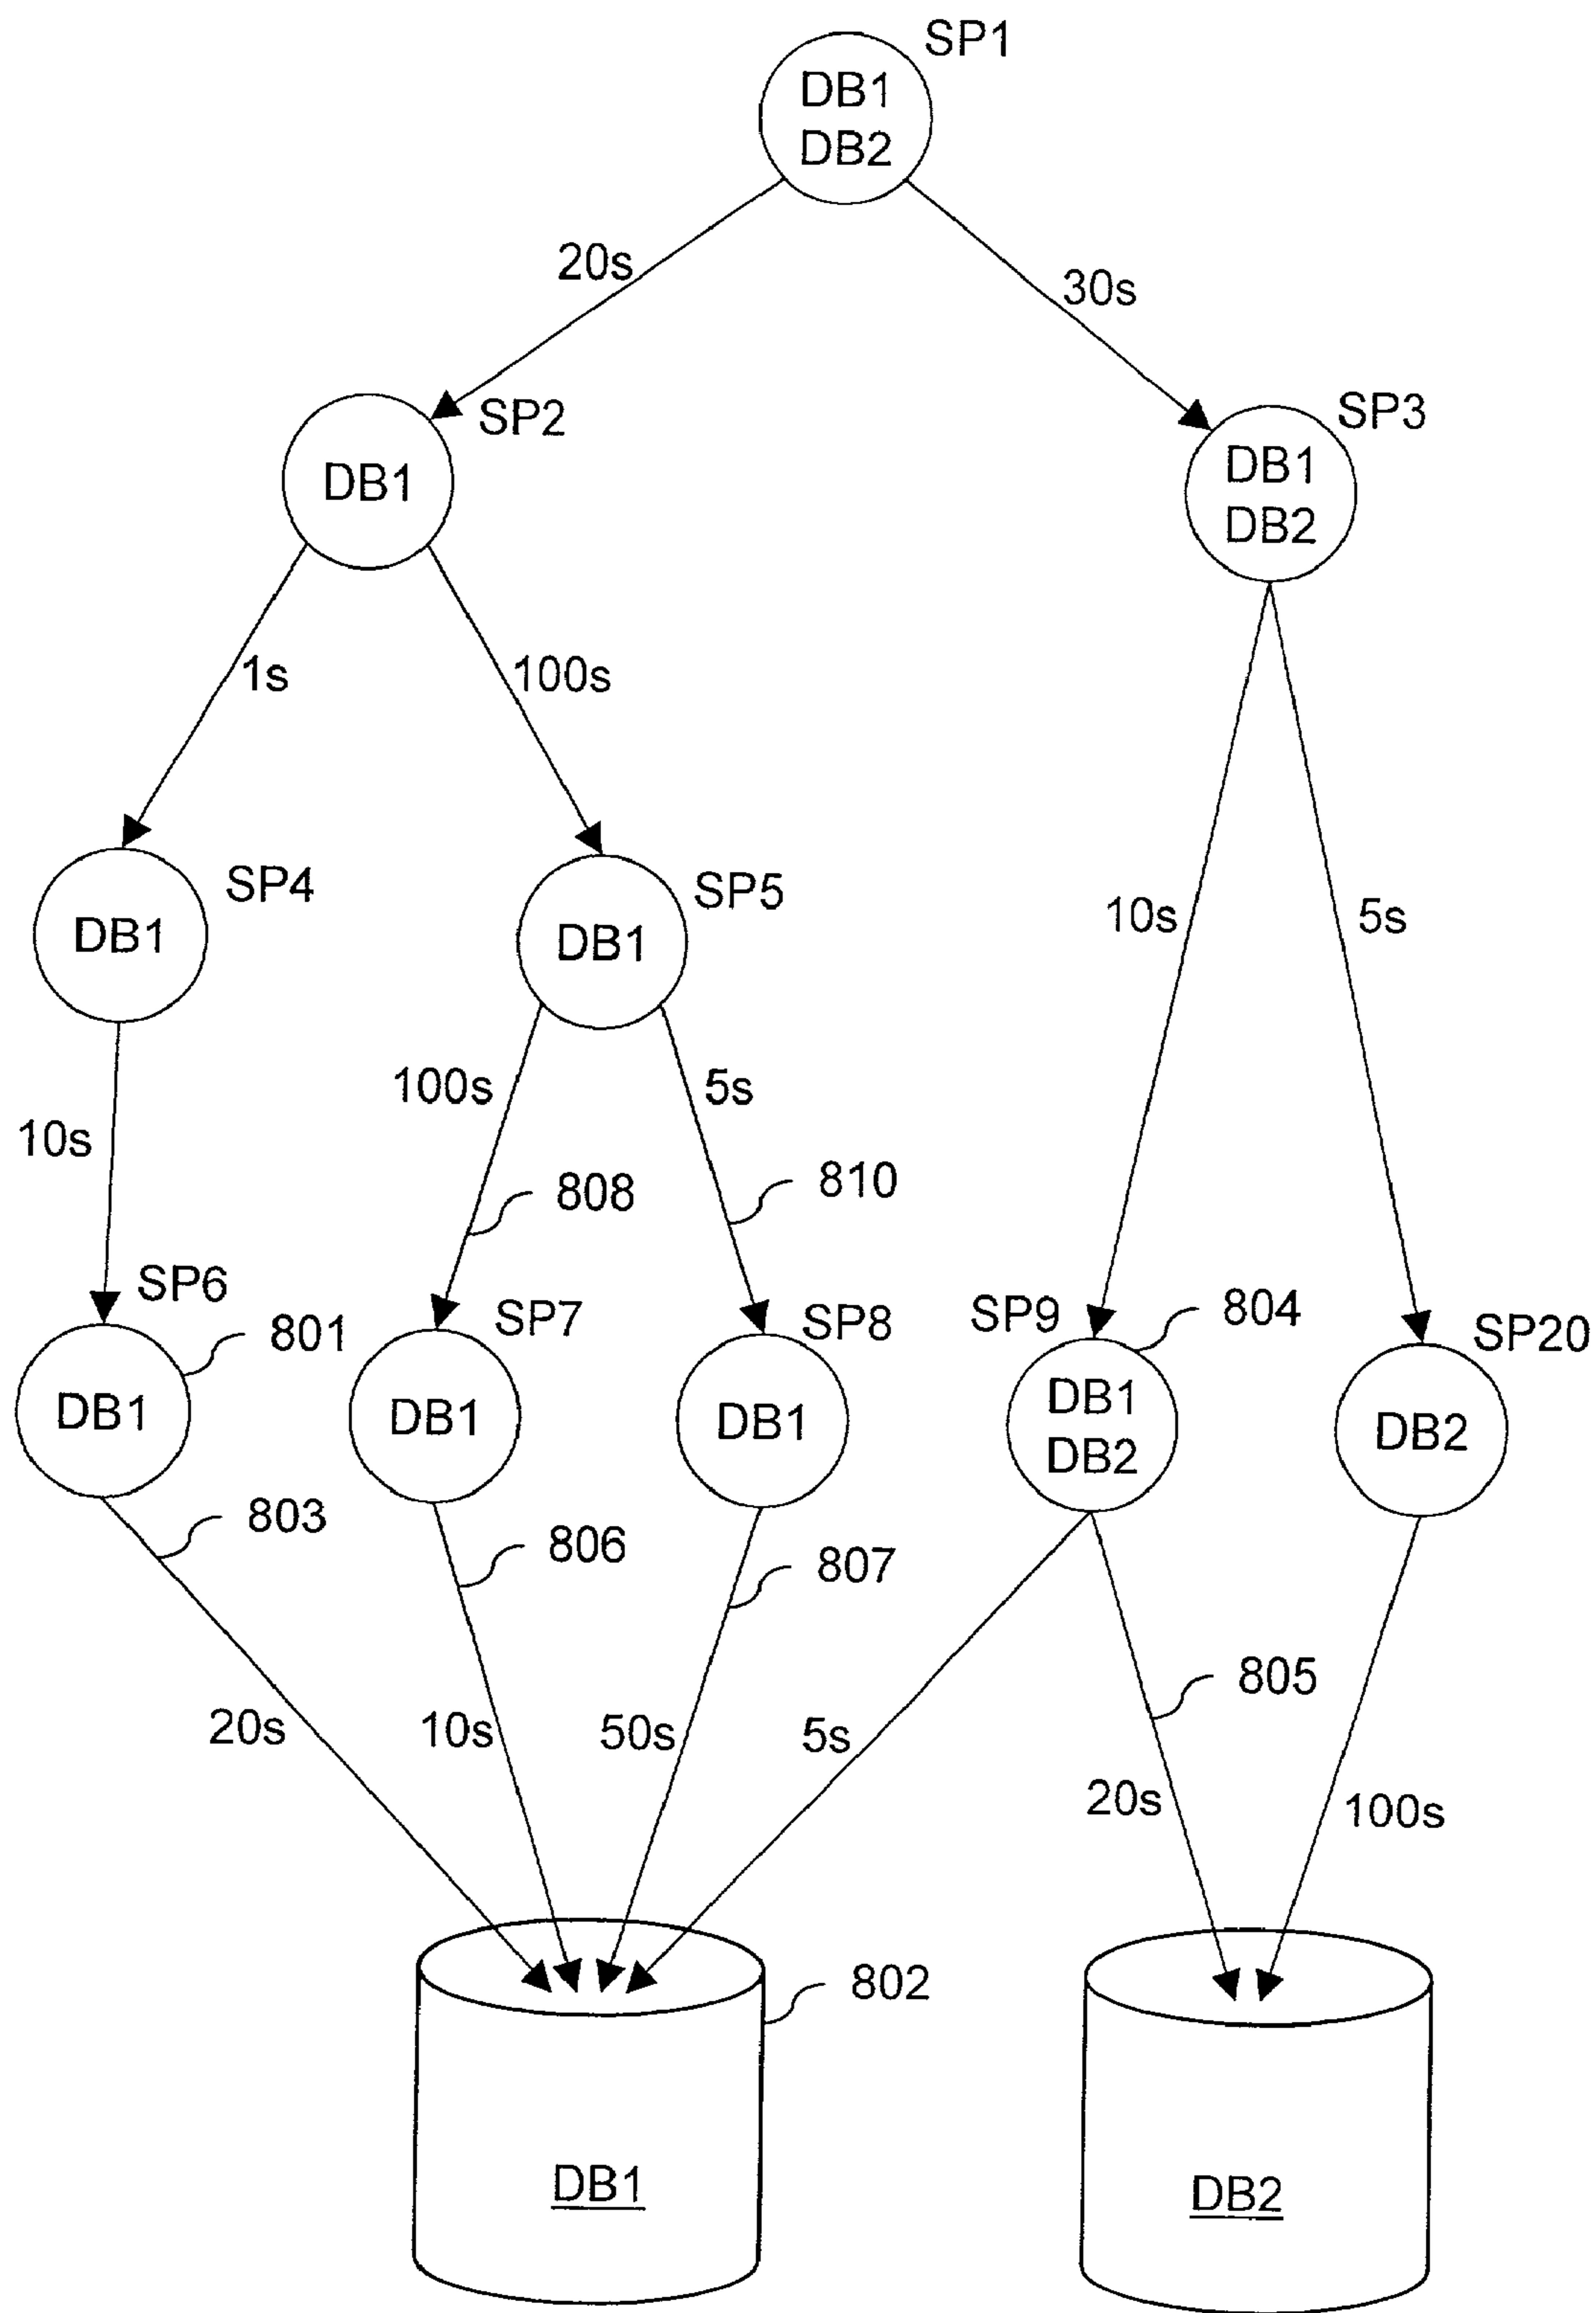 SP1
DB1
DB2
20s
30s
SP2
SP3
DB1
DB1
DB2
1s
100s
SP4
SP5
DB1
DB1
10s
5s
100s
5s
10s
808
810
SP6
SP7
SP8
SP9
804
SP20
801
DB1
DB1
DB1
DB1
DB2
DB2
803
806
807
805
20s
10s
50s
5s
20s
100s
802
DB1
DB2